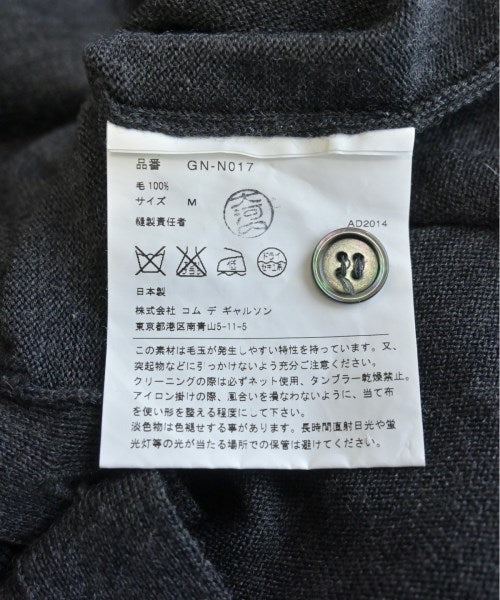 品番 GN-N017
毛 100%
サイズ M
縫製責任者
AD2014
ドライ
セキユ系
日本製
株式会社 コム デ ギャルソン
東京都港区南青山5-11-5
この素材は毛玉が発生しやすい特性を持っています。又、
突起物などに引っかけないよう充分ご注意ください。
クリーニングの際は必ずネット使用、タンブラー乾燥禁止。
アイロン掛けの際、風合いを損なわないように、当て布
を使い形を整える程度にして下さい。
淡色物は色褪せする事があります。長時間直射日光や蛍
光灯等の光が当たる場所での保管は避けてください。